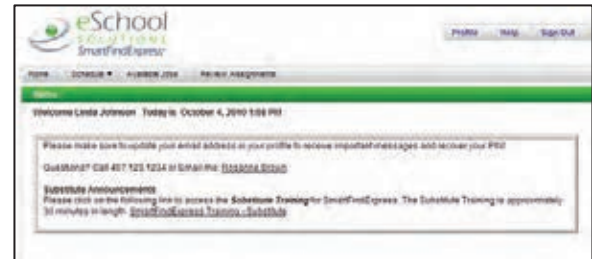 eSchool
SOLUTIONS
SmartFindExpress
Profile Help Sign Out
Home Schedule Available Jobs Review Assignments
Welcome Linda Johnson Today is October 4, 2010 1:08 PM
Please make sure to update your email address in your profile to receive important messages and recover your PIN!
Questions? Call 407 123 1234 or Email me: Rosanne Brown
Substitute Announcements
Please click on the following link to access the Substitute Training for SmartFindExpress. The Substitute Training is approximately
30 minutes in length. SmartFindExpress Training - Substitute